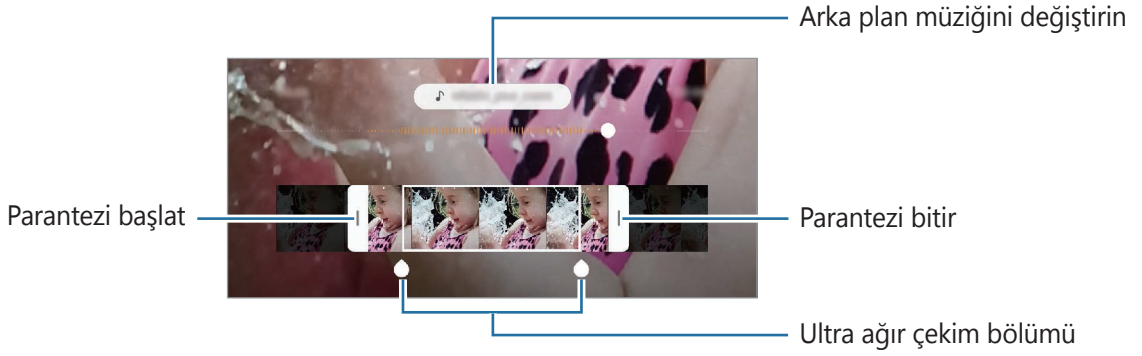 Arka plan müziğini değiştirin
Parantezi başlat
Parantezi bitir
Ultra ağır çekim bölümü